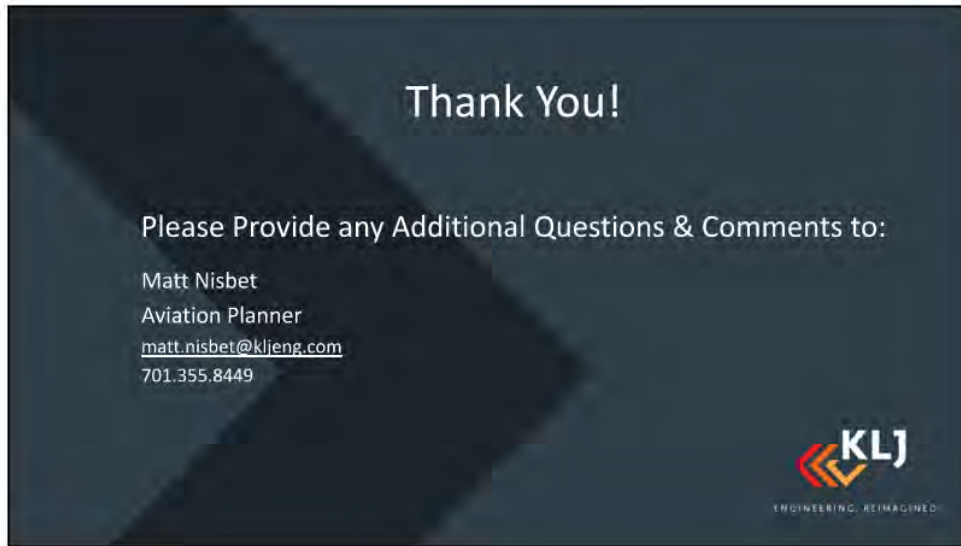 Thank You!
Please Provide any Additional Questions & Comments to:
Matt Nisbet
Aviation Planner
matt.nisbet@kljeng.com
701.355.8449
KLJ
ENGINEERING, REIMAGINED